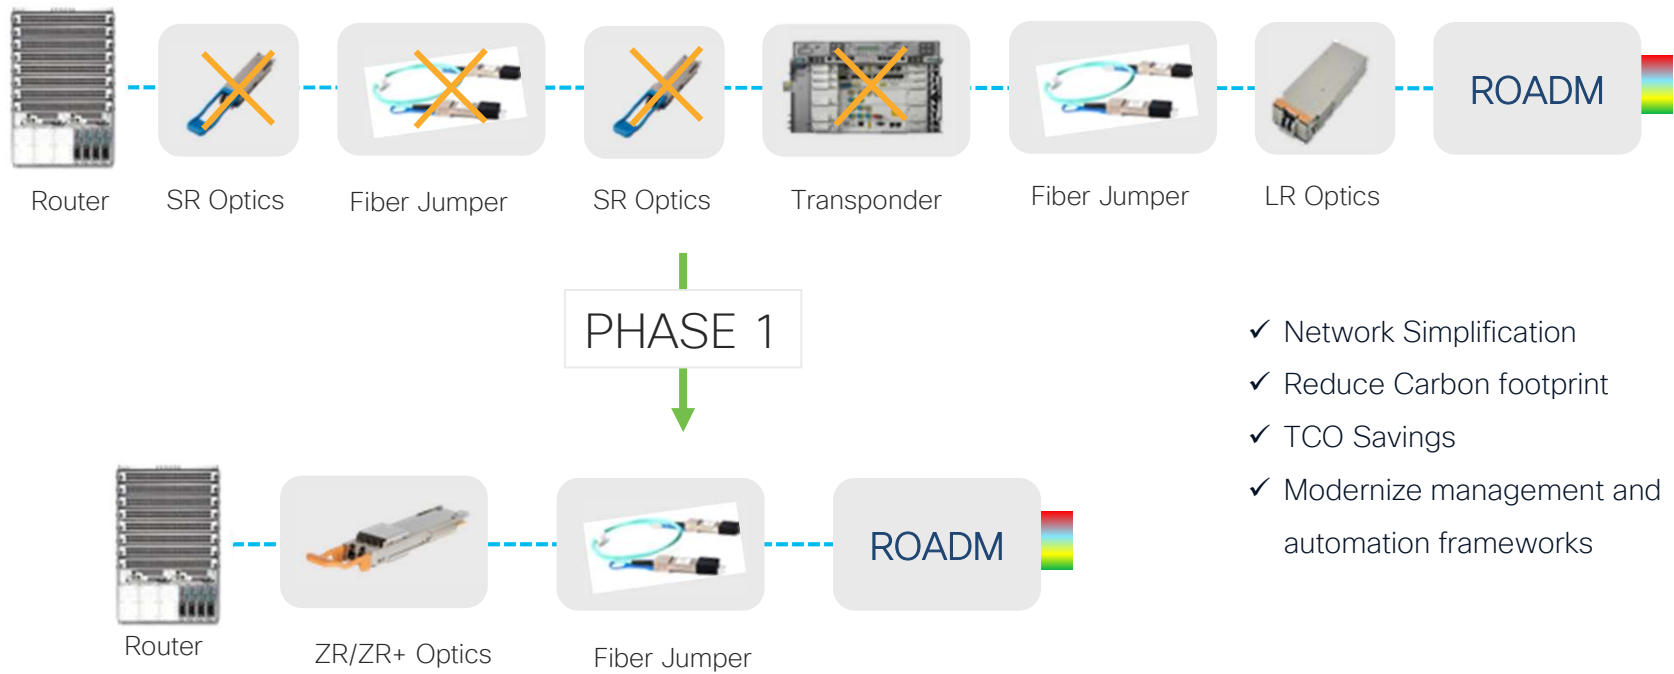 ROADM
Router
SR Optics
Fiber Jumper
SR Optics
Transponder
Fiber Jumper
LR Optics
PHASE 1
✓ Network Simplification
✓ Reduce Carbon footprint
✓ TCO Savings
✓ Modernize management and
automation frameworks
ROADM
Router
ZR/ZR+ Optics
Fiber Jumper